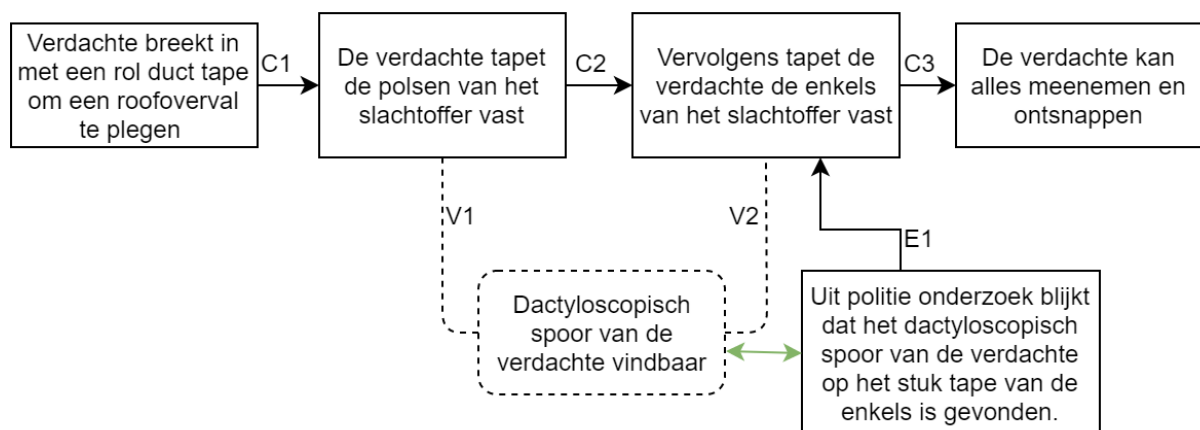 Verdachte breekt in
met een rol duct tape
om een roofoverval
te plegen
C1
De verdachte tapet
de polsen van het
slachtoffer vast
C2
Vervolgens tapet de
verdachte de enkels
van het slachtoffer vast
C3
De verdachte kan
alles meenemen en
ontsnappen
V1
V2
E1
Dactyloscopisch
spoor van de
verdachte vindbaar
Uit politie onderzoek blijkt
dat het dactyloscopisch
spoor van de verdachte
op het stuk tape van de
enkels is gevonden.